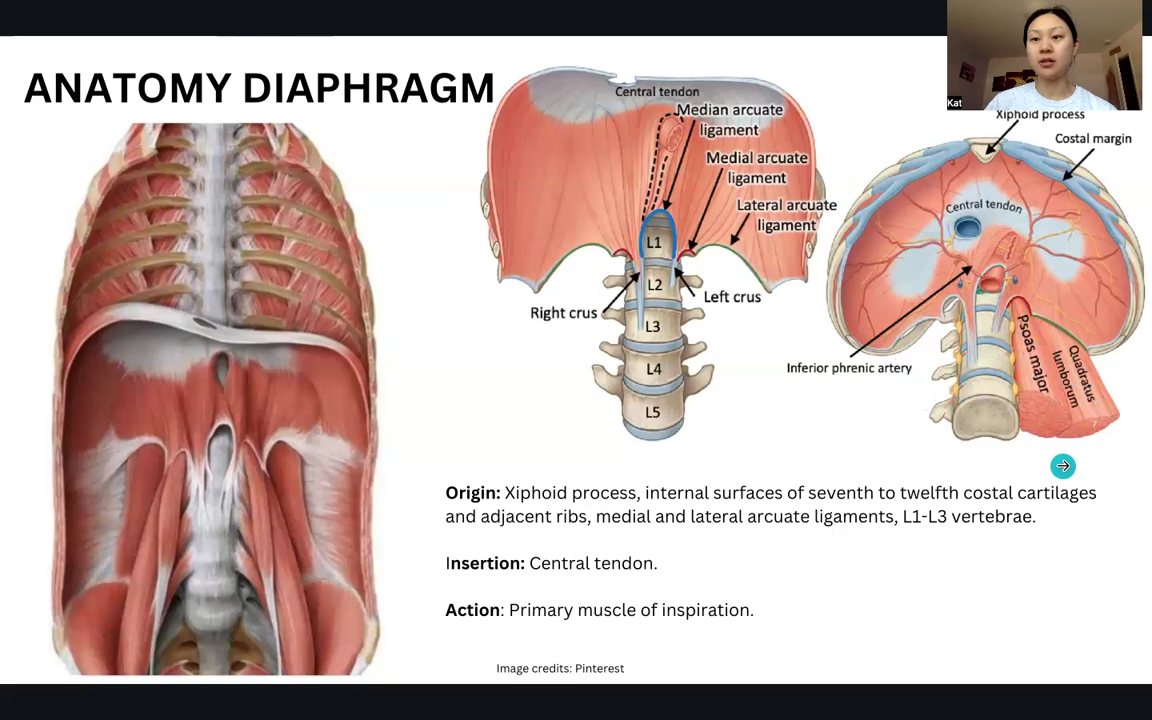 ANATOMY DIAPHRAGM
Kat
Central tendon
Median arcuate
ligament
Medial arcuate
ligament
Lateral arcuate
ligament
L1
L2
L3
L4
L5
Right crus
Left crus
Xiphoid process
Costal margin
Central tendon
Inferior phrenic artery
Psoas major
Quadratus
lumborum
Origin: Xiphoid process, internal surfaces of seventh to twelfth costal cartilages
and adjacent ribs, medial and lateral arcuate ligaments, L1-L3 vertebrae.
Insertion: Central tendon.
Action: Primary muscle of inspiration.
Image credits: Pinterest